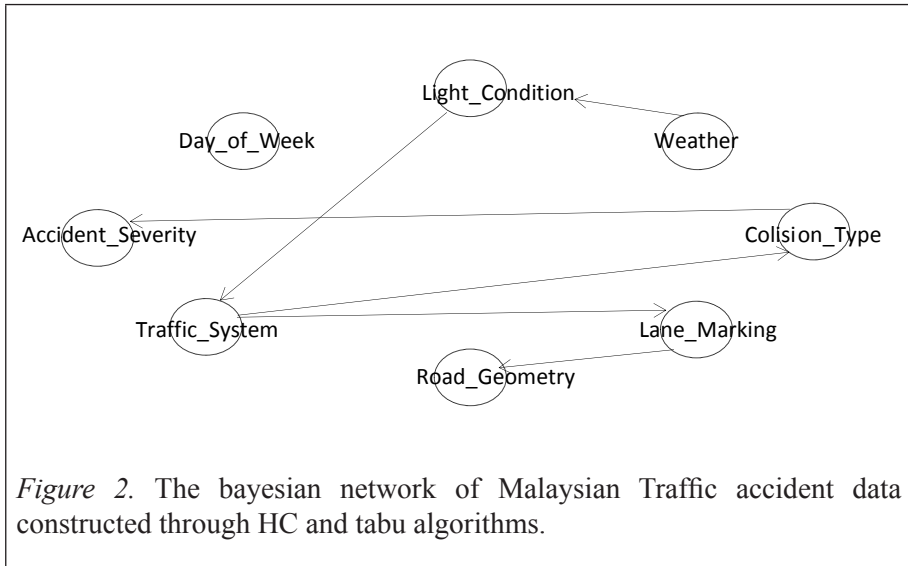 Light_Condition
Day_of_Week
Weather
Accident_Severity
Colision_Type
Traffic_System
Lane_Marking
Road_Geometry
Figure 2. The bayesian network of Malaysian Traffic accident data
constructed through HC and tabu algorithms.